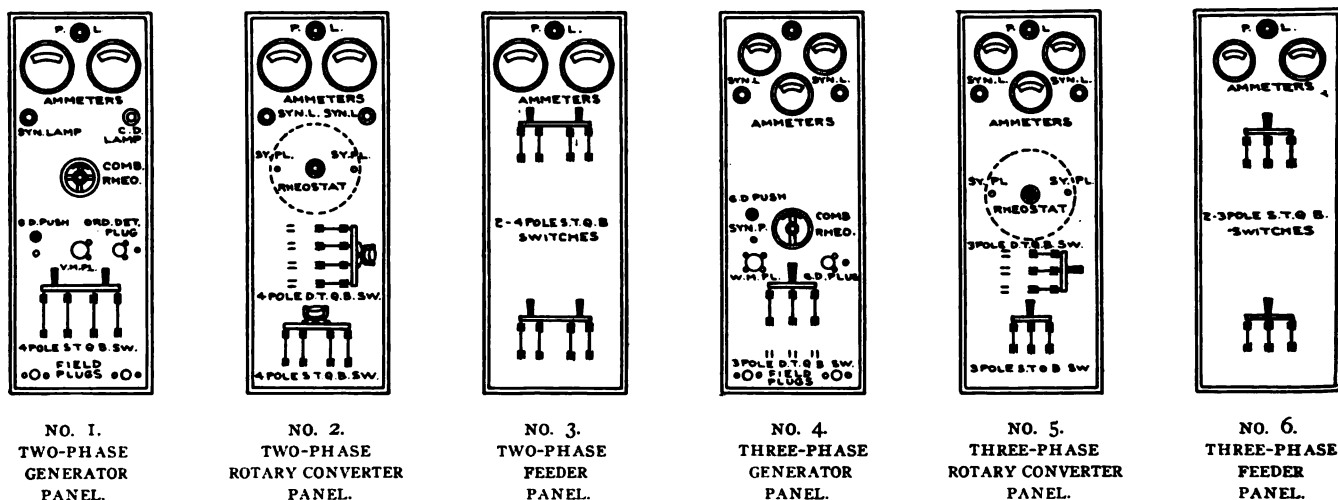 P. L.
AMMETERS
SYN. LAMP
C.D. LAMP
COMB. RHEO.
G.D. PUSH
GRD. DET. PLUG
V.M. PL.
4 POLE S T Q B. SW.
FIELD PLUGS
NO. 1.
TWO-PHASE
GENERATOR
PANEL.
P. L.
AMMETERS
SYN. L. SYN. L.
SY. PL. SY. PL.
RHEOSTAT
4 POLE D. T. Q. B. SW.
4 POLE S T Q. B. SW.
NO. 2.
TWO-PHASE
ROTARY CONVERTER
PANEL.
P. L.
AMMETERS
2-4 POLE S. T. Q. B.
SWITCHES
NO. 3.
TWO-PHASE
FEEDER
PANEL.
P. L.
SYN. L SYN. L.
AMMETERS
G.D PUSH
SYN. P.
COMB RHEO.
W. M. PL. G.D. PLUG
3 POLE D. T. Q. B SW.
FIELD PLUGS
NO. 4.
THREE-PHASE
GENERATOR
PANEL.
P. L
SYN. L. SYN. L.
AMMETERS
SY. PL SY. PL.
RHEOSTAT
3 POLE D. T. Q B SW.
3 POLE S. T. Q B SW
NO. 5.
THREE-PHASE
ROTARY CONVERTER
PANEL.
P. L.
AMMETERS
2-3 POLE S. T. Q B.
SWITCHES
NO. 6.
THREE-PHASE
FEEDER
PANEL.